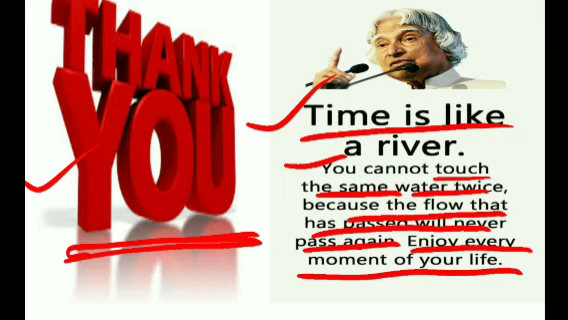 THANK
YOU
Time is like
a river.
You cannot touch
the same water twice,
because the flow that
has passed will never
pass again. Enjoy every
moment of your life.